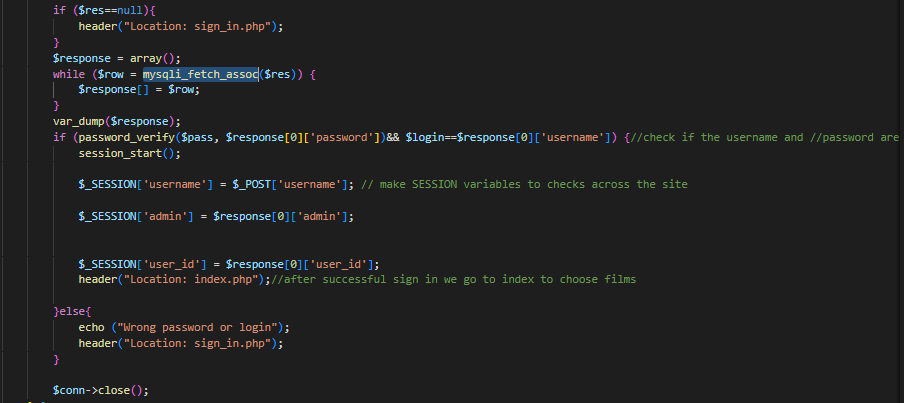 if ($res==null){
header("Location: sign_in.php");
}
$response = array();
while ($row = mysqli_fetch_assoc($res)) {
$response[] = $row;
}
var_dump($response);
if (password_verify($pass, $response[0]['password'])&& $login==$response[0]['username']) {//check if the username and //password are
session_start();
$_SESSION['username'] = $_POST['username']; // make SESSION variables to checks across the site
$_SESSION['admin'] = $response[0]['admin'];
$_SESSION['user_id'] = $response[0]['user_id'];
header("Location: index.php");//after successful sign in we go to index to choose films
}else{
echo ("Wrong password or login");
header("Location: sign_in.php");
}
$conn->close();